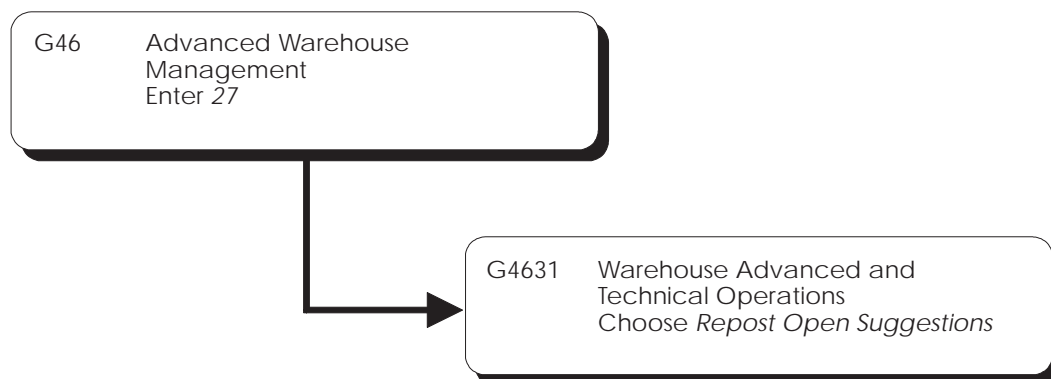 G46 Advanced Warehouse
Management
Enter 27
G4631 Warehouse Advanced and
Technical Operations
Choose Repost Open Suggestions